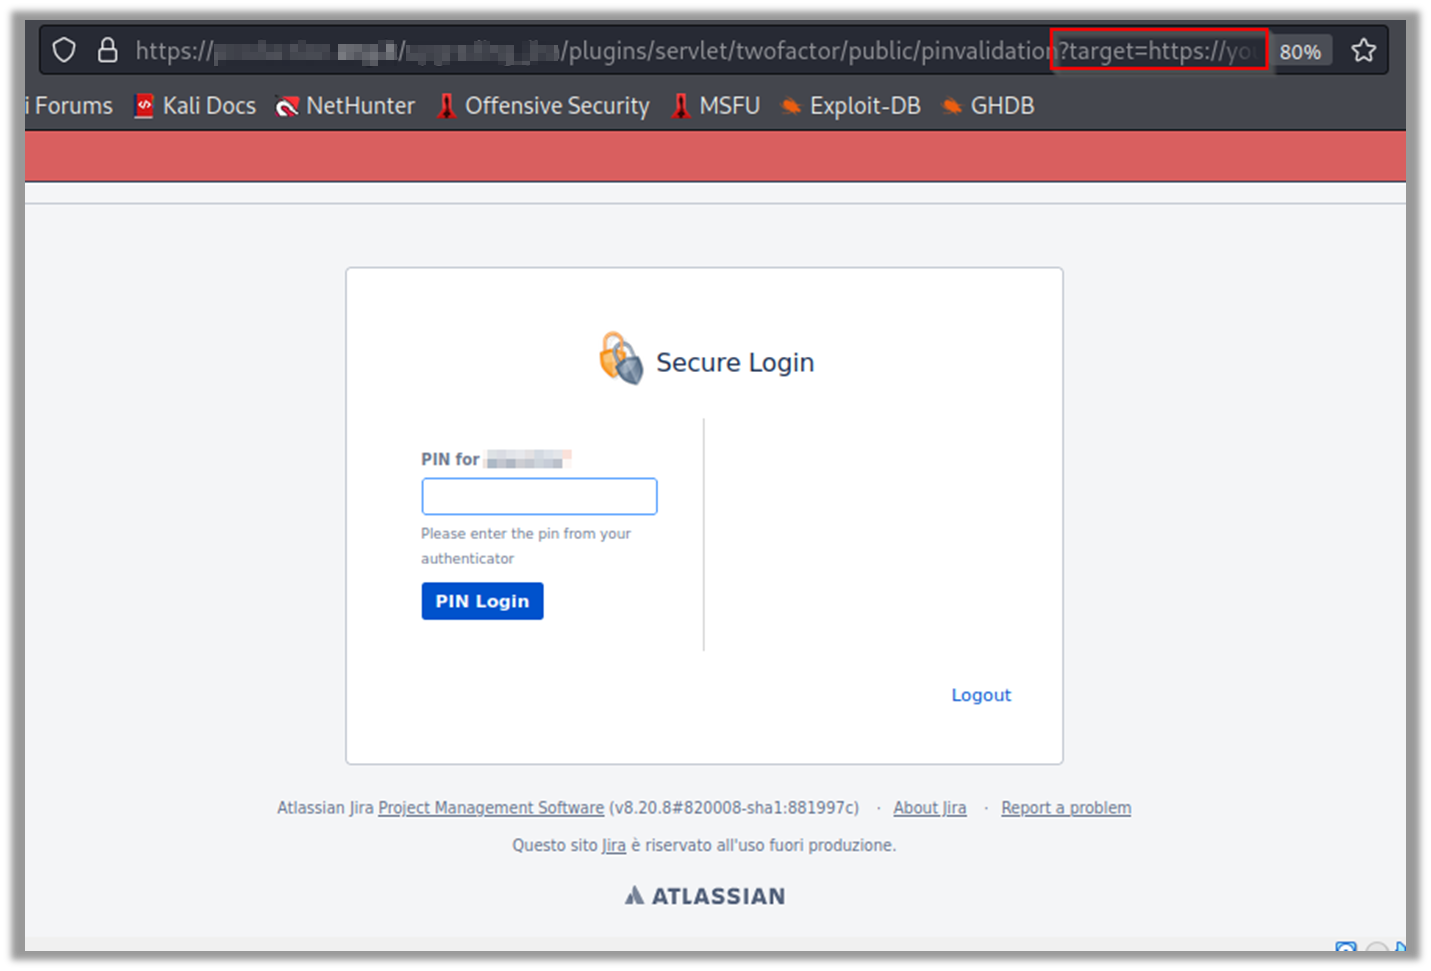 https:// /plugins/servlet/twofactor/public/pinvalidation?target=https://yo 80%
i Forums Kali Docs NetHunter Offensive Security MSFU Exploit-DB GHDB
Secure Login
PIN for
Please enter the pin from your
authenticator
PIN Login
Logout
Atlassian Jira Project Management Software (v8.20.8#820008-sha1:881997c) · About Jira · Report a problem
Questo sito Jira è riservato all'uso fuori produzione.
ATLASSIAN